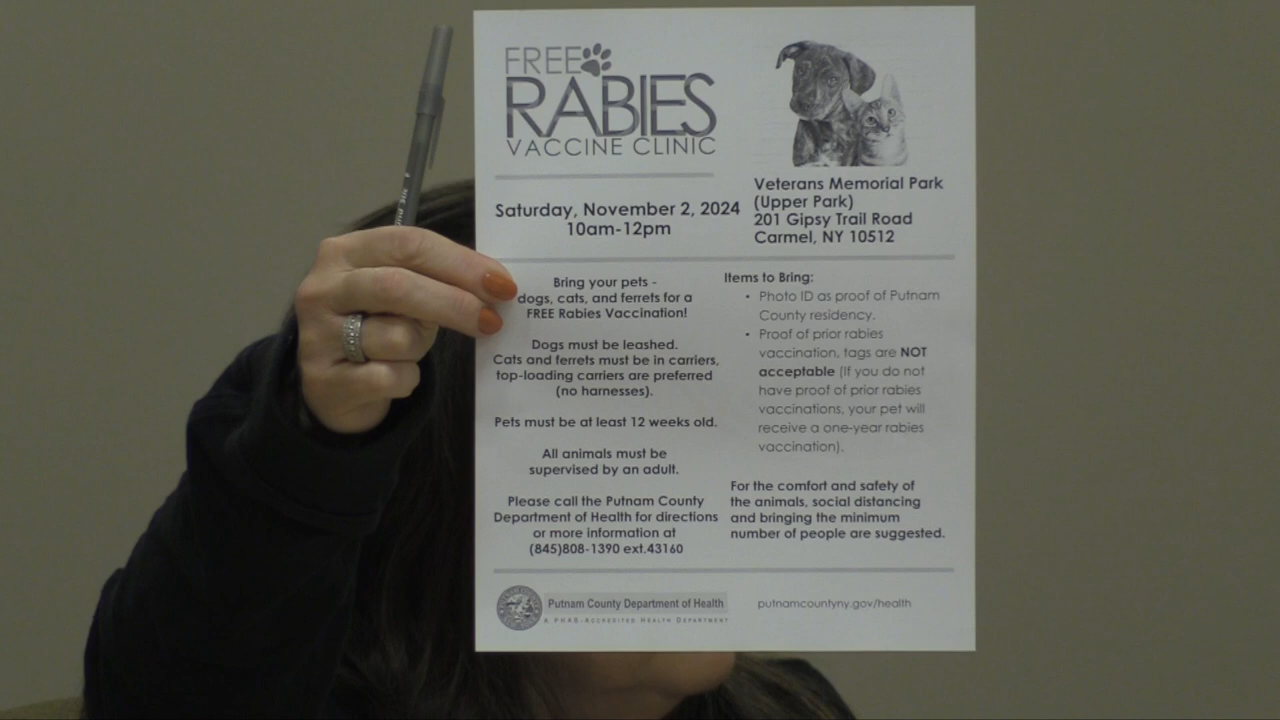 FREE
RABIES
VACCINE CLINIC
Saturday, November 2, 2024
10am-12pm
Veterans Memorial Park
(Upper Park)
201 Gipsy Trail Road
Carmel, NY 10512
Bring your pets -
dogs, cats, and ferrets for a
FREE Rabies Vaccination!
Dogs must be leashed.
Cats and ferrets must be in carriers,
top-loading carriers are preferred
(no harnesses).
Pets must be at least 12 weeks old.
All animals must be
supervised by an adult.
Please call the Putnam County
Department of Health for directions
or more information at
(845)808-1390 ext.43160
Items to Bring:
• Photo ID as proof of Putnam
County residency.
• Proof of prior rabies
vaccination, tags are NOT
acceptable (If you do not
have proof of prior rabies
vaccinations, your pet will
receive a one-year rabies
vaccination).
For the comfort and safety of
the animals, social distancing
and bringing the minimum
number of people are suggested.
Putnam County Department of Health
A PHAB-Accredited Health Department
putnamcountyny.gov/health